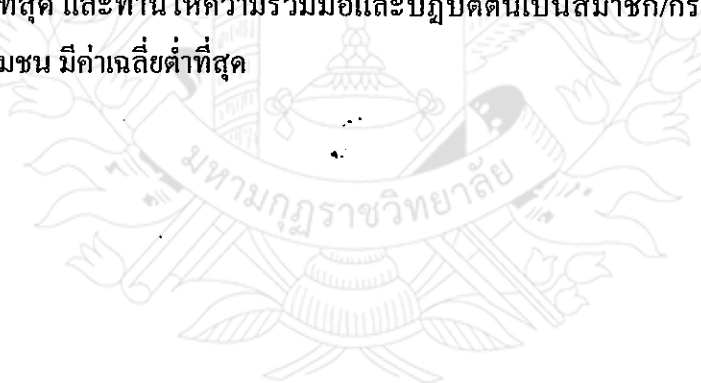 ที่สุด และท่านให้ความร่วมมือและปฏิบัติตนเป็นสมาชิก/กร
มชน มีค่าเฉลี่ยต่ำที่สุด
มหามกุฏราชวิทยาลัย